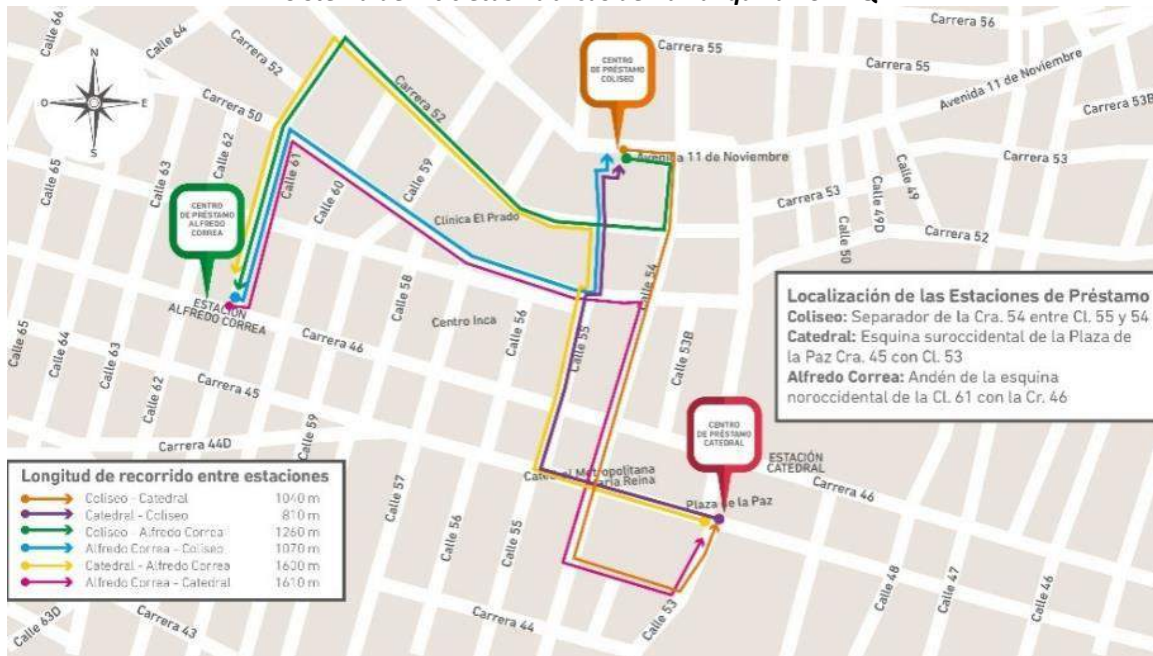 Calle 66
Calle 64
Carrera 52
Carrera 50
N
O
E
S
Calle 65
Calle 63
Calle 62
Calle 61
Calle 60
Calle 59
Carrera 52
Clínica El Prado
CENTRO
DE PRÉSTAMO
COLISEO
Carrera 55
Carrera 55
Carrera 56
Avenida 11 de Noviembre
Carrera 53B
Avenida 11 de Noviembre
Carrera 53
Carrera 53
Calle 49
Calle 49D
Calle 50
Carrera 52
CENTRO
DE PRÉSTAMO
ALFREDO
CORREA
ESTACIÓN
ALFREDO CORREA
Calle 58
Centro Inca
Calle 56
Calle 55
Calle 54
Calle 53B
Calle 65
Calle 64
Calle 63
Calle 62
Carrera 46
Carrera 45
Calle 59
Carrera 44D
Localización de las Estaciones de Préstamo
Coliseo: Separador de la Cra. 54 entre Cl. 55 y 54
Catedral: Esquina suroccidental de la Plaza de
la Paz Cra. 45 con Cl. 53
Alfredo Correa: Andén de la esquina
noroccidental de la CL. 61 con la Cr. 46
CENTRO
DE PRÉSTAMO
CATEDRAL
ESTACIÓN
CATEDRAL
Carrera 46
Catedral Metropolitana
María Reina
Plaza de la Paz
Calle 57
Calle 56
Calle 55
Calle 53
Carrera 44
Calle 48
Calle 47
Calle 46
Longitud de recorrido entre estaciones
Coliseo - Catedral 1040 m
Catedral - Coliseo 810 m
Coliseo - Alfredo Correa 1260 m
Alfredo Correa - Coliseo 1070 m
Catedral - Alfredo Correa 1600 m
Alfredo Correa - Catedral 1610 m
Calle 63D
Carrera 43